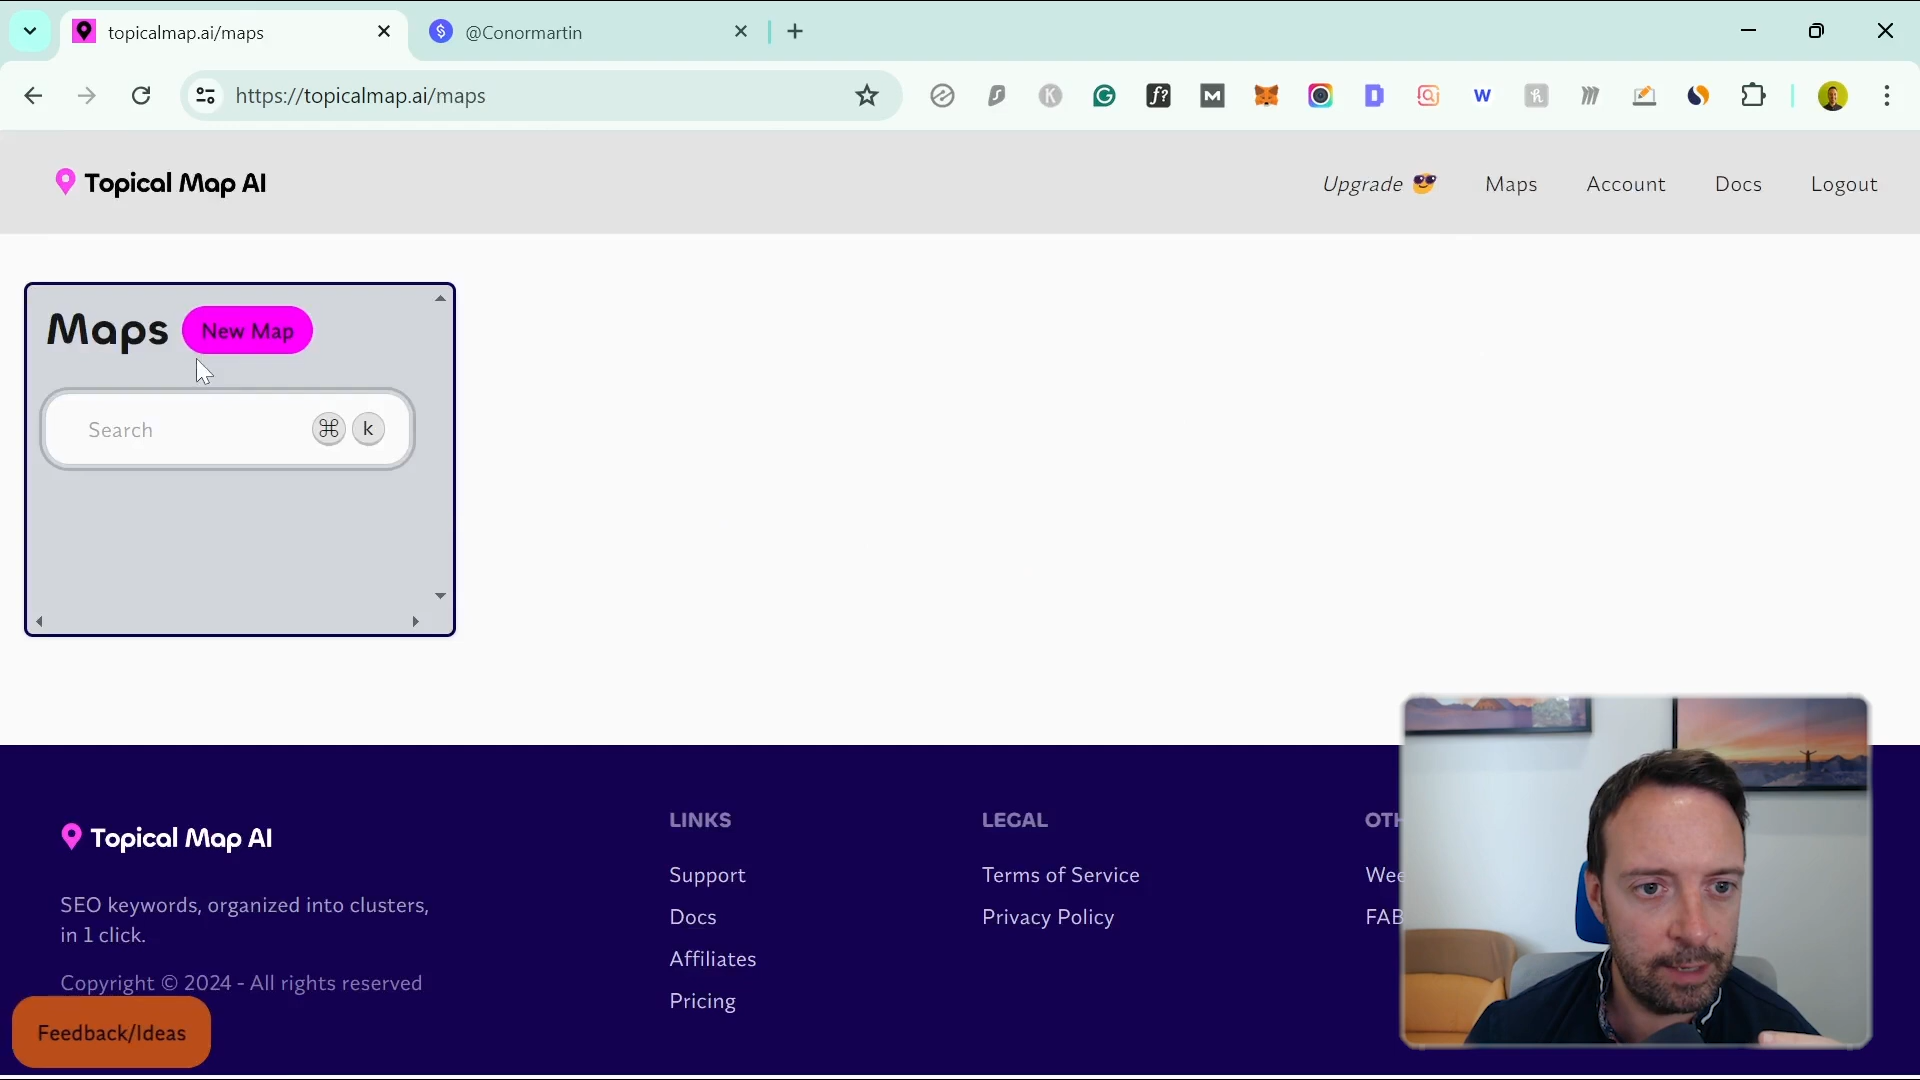 topicalmap.ai/maps
@Conormartin
https://topicalmap.ai/maps
Topical Map AI
Upgrade 😎
Maps
Account
Docs
Logout
Maps
New Map
Search
⌘ k
Topical Map AI
SEO keywords, organized into clusters,
in 1 click.
Copyright © 2024 - All rights reserved
LINKS
Support
Docs
Affiliates
Pricing
LEGAL
Terms of Service
Privacy Policy
Feedback/Ideas